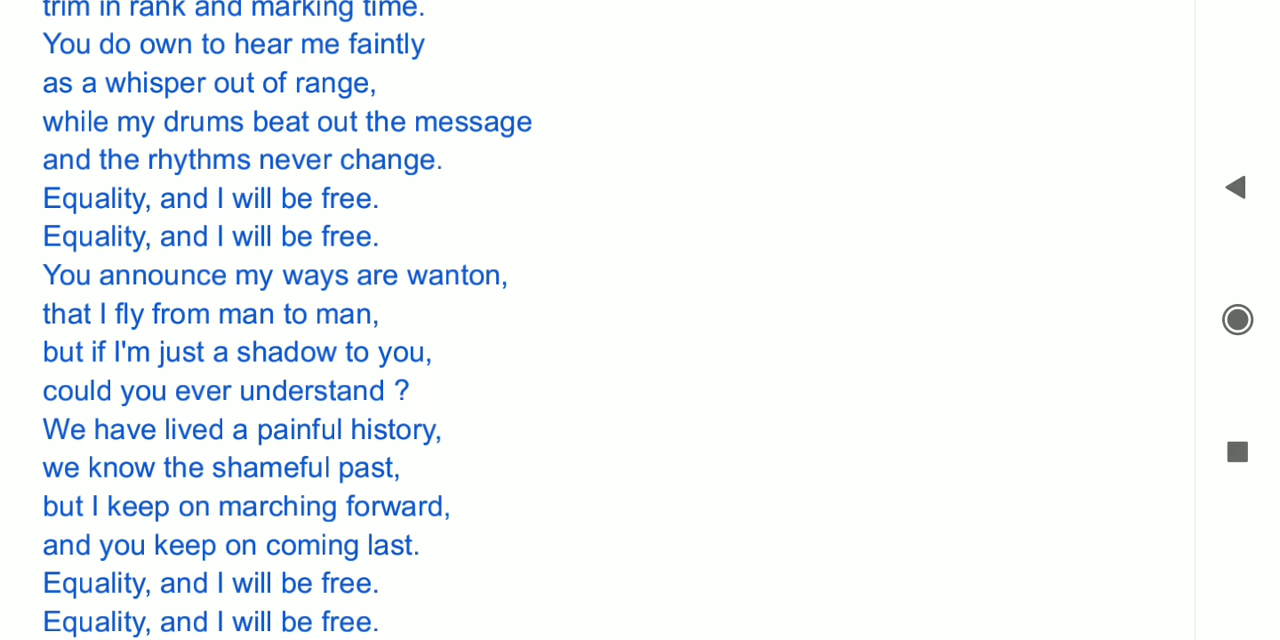 trim in rank and marking time.
You do own to hear me faintly
as a whisper out of range,
while my drums beat out the message
and the rhythms never change.
Equality, and I will be free.
Equality, and I will be free.
You announce my ways are wanton,
that I fly from man to man,
but if I'm just a shadow to you,
could you ever understand ?
We have lived a painful history,
we know the shameful past,
but I keep on marching forward,
and you keep on coming last.
Equality, and I will be free.
Equality, and I will be free.